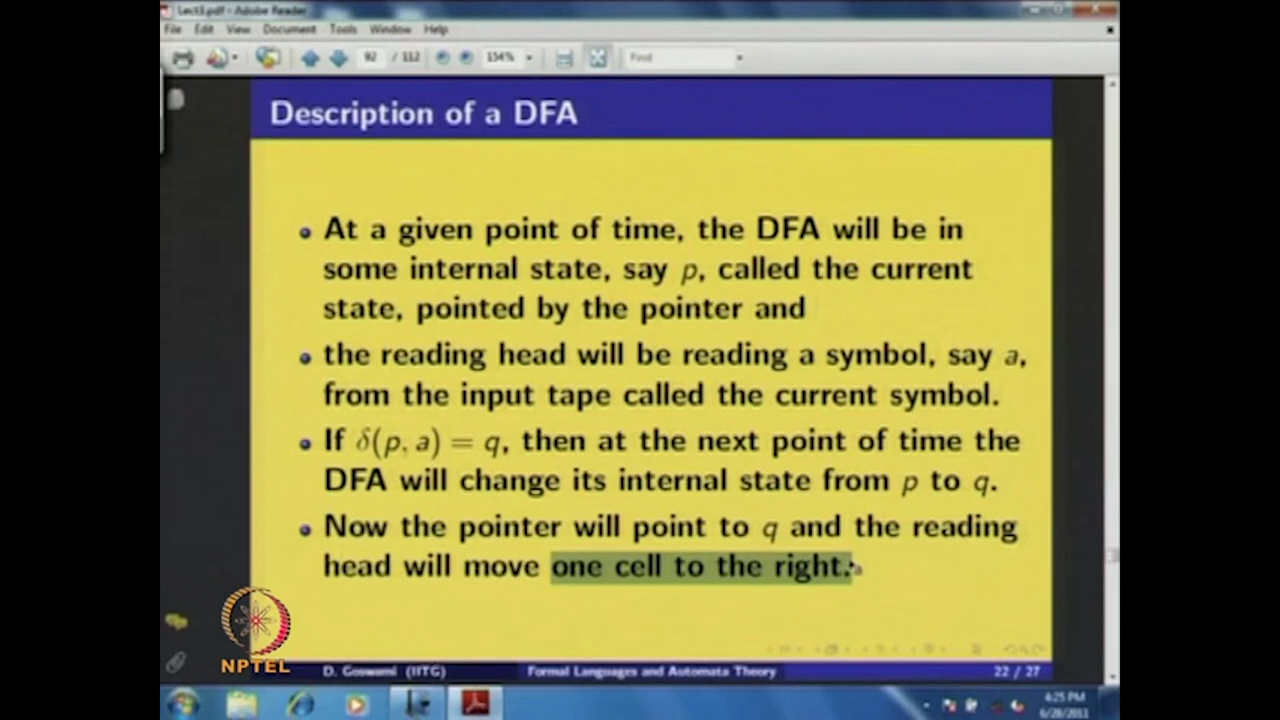 Lect3.pdf - Adobe Reader
File Edit View Document Tools Window Help
92 / 112 154% Find
Description of a DFA
At a given point of time, the DFA will be in
some internal state, say p, called the current
state, pointed by the pointer and
the reading head will be reading a symbol, say a,
from the input tape called the current symbol.
If δ(p, a) = q, then at the next point of time the
DFA will change its internal state from p to q.
Now the pointer will point to q and the reading
head will move one cell to the right.
NPTEL
D. Goswami (IITG) Formal Languages and Automata Theory 22 / 27
4:25 PM
6/28/2011